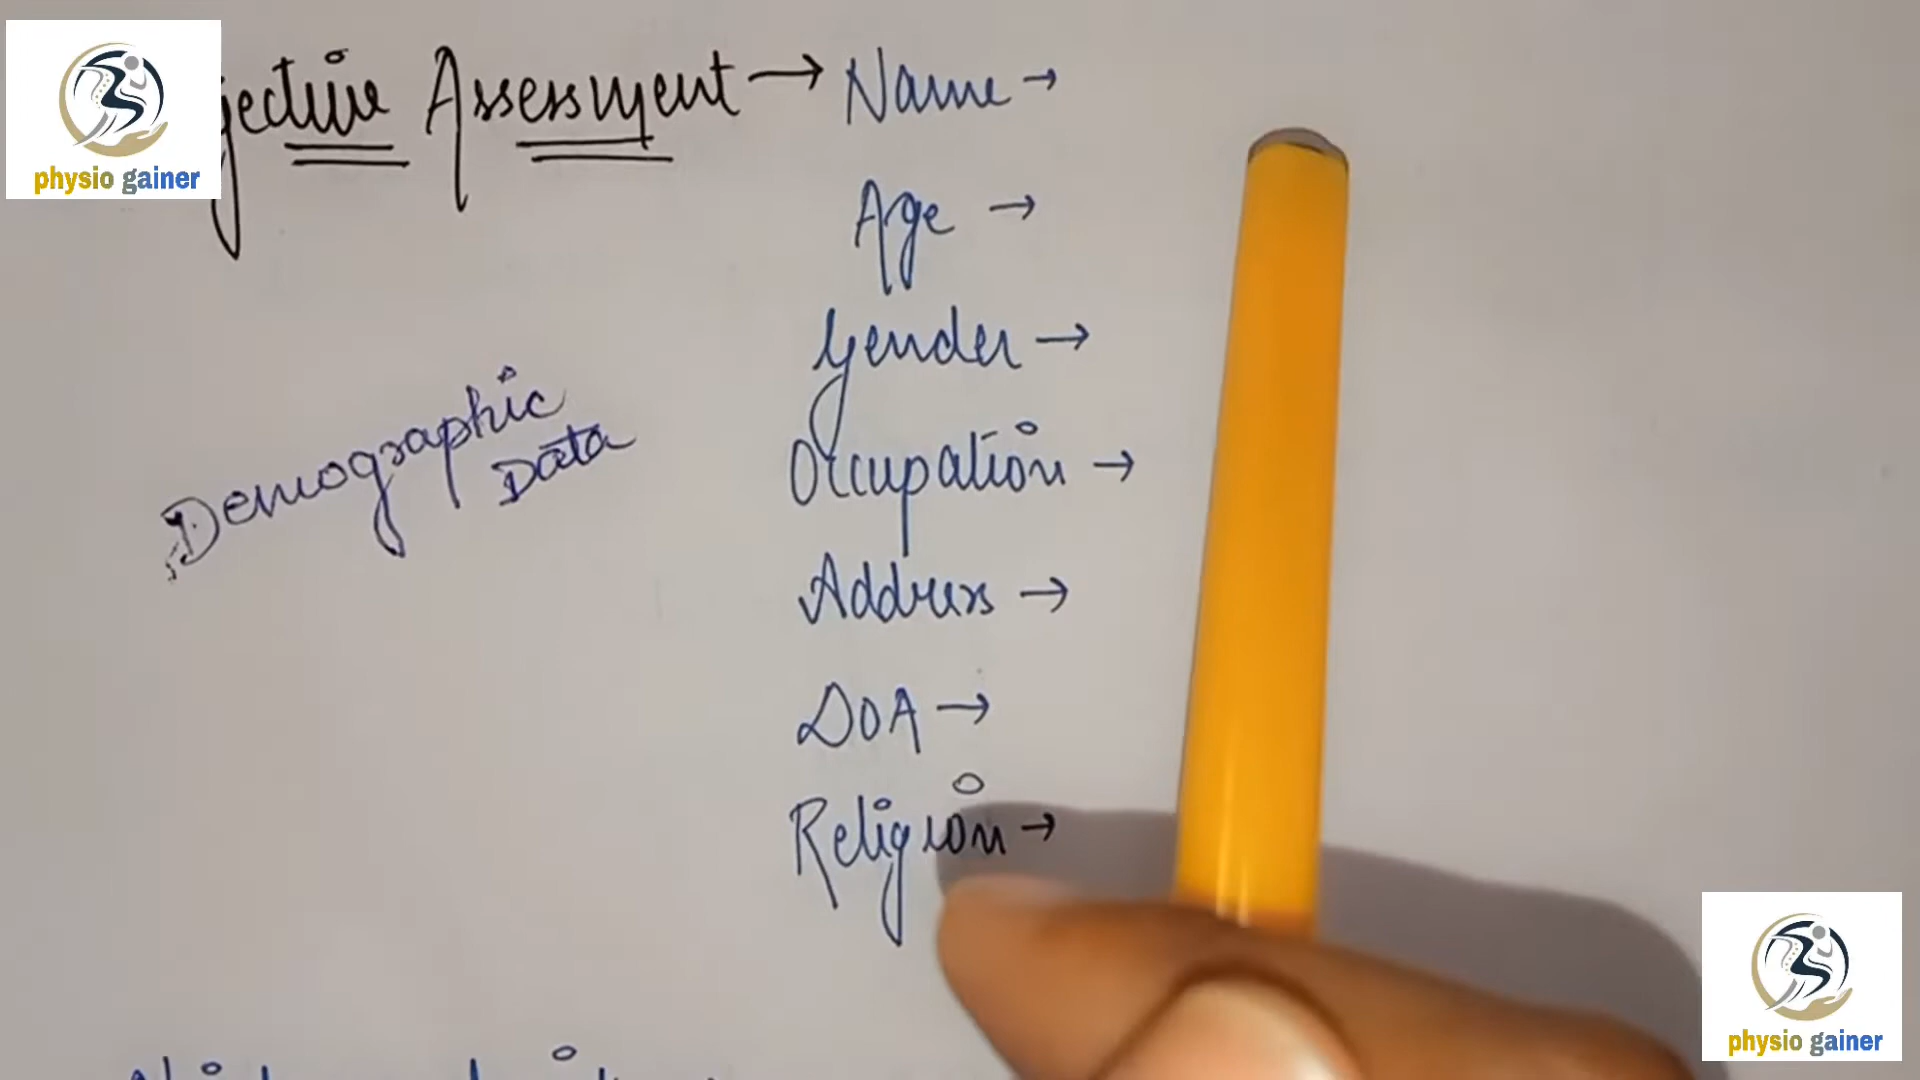 physio gainer
jective Assessment → Name →
Age →
Gender →
Demographic
Data
Occupation →
Address →
DOA →
Religion →
physio gainer